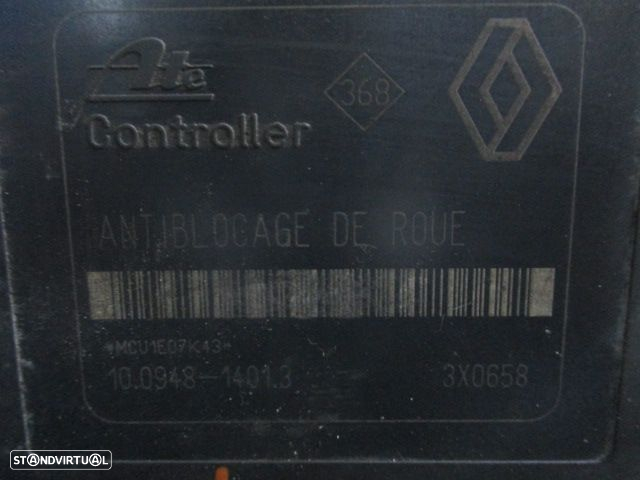 Ate
Controller
368
ANTIBLOCAGE DE ROUE
*MCU1E07K43*
10.0948-1401.3
3X0658
STANDVIRTUAL